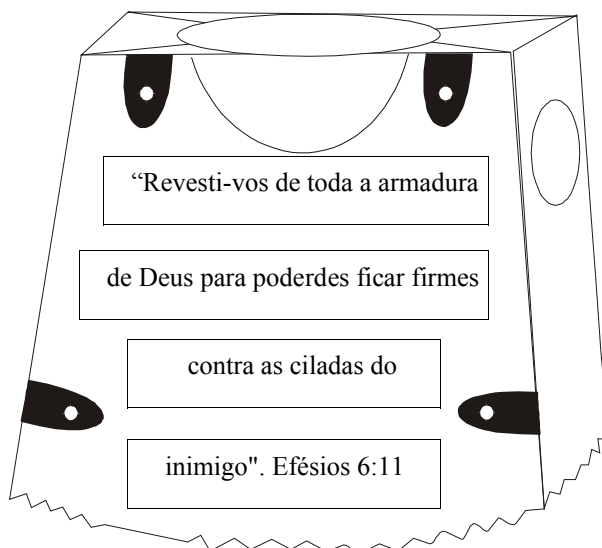 “Revesti-vos de toda a armadura
de Deus para poderdes ficar firmes
contra as ciladas do
inimigo". Efésios 6:11